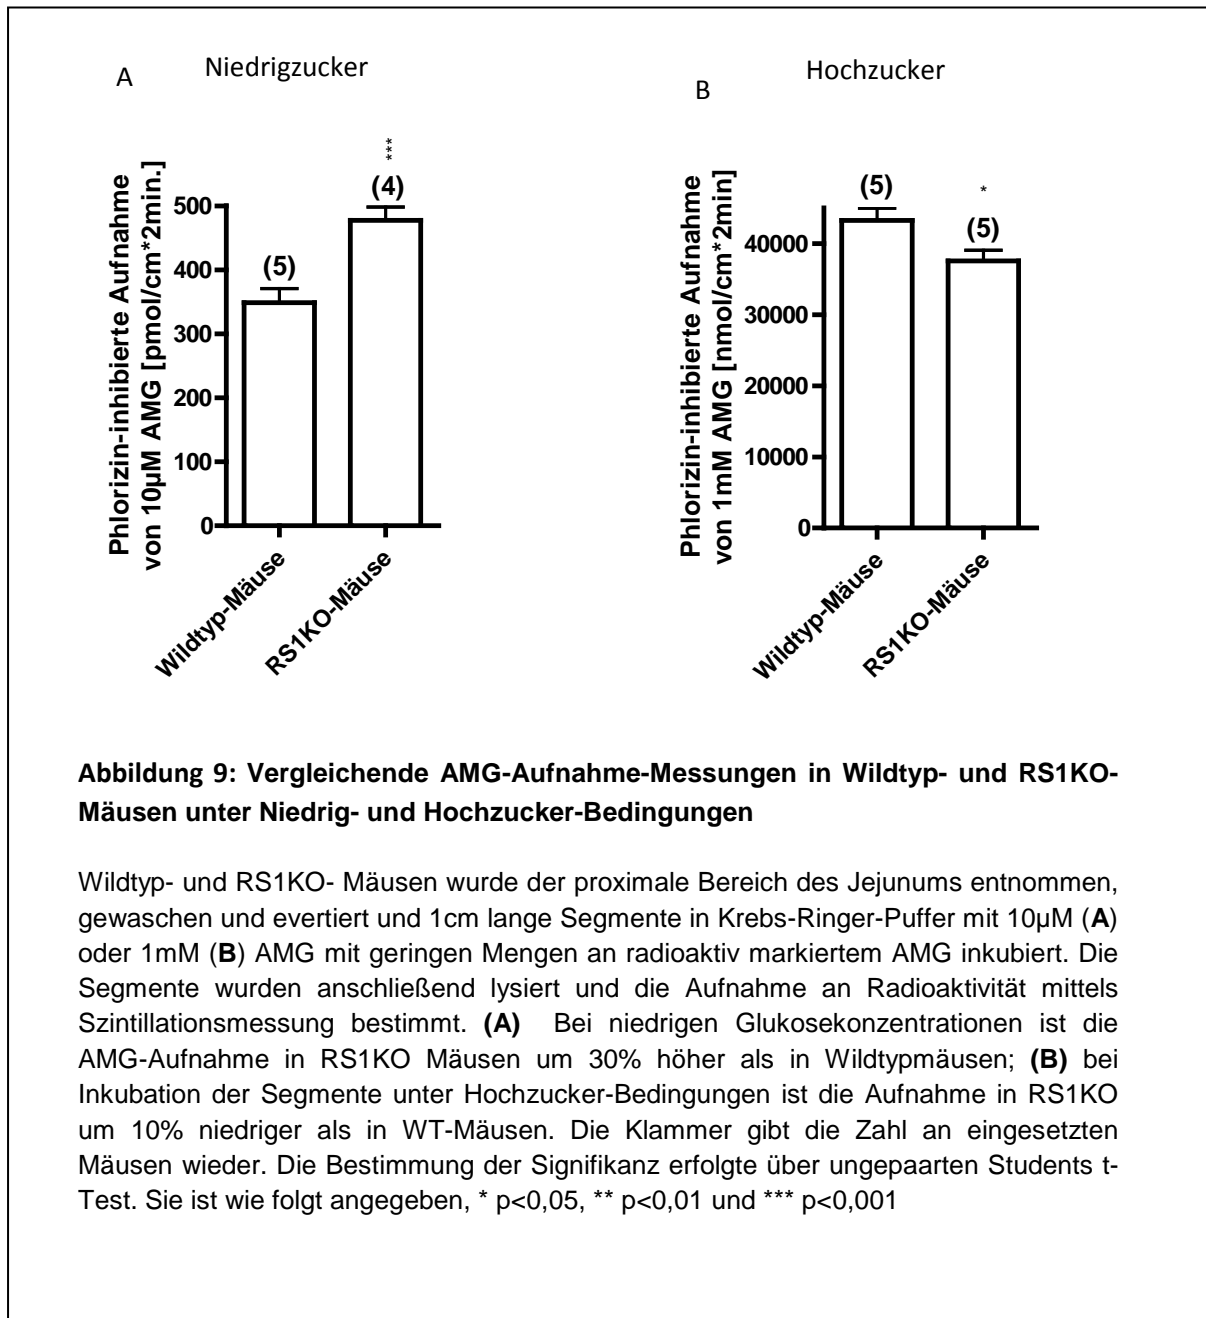 A
Niedrigzucker
Phlorizin-inhibierte Aufnahme
von 10µM AMG [pmol/cm*2min.]
500
400
300
200
100
0
(5)
***
(4)
Wildtyp-Mäuse
RS1KO-Mäuse
B
Hochzucker
Phlorizin-inhibierte Aufnahme
von 1mM AMG [nmol/cm*2min]
40000
30000
20000
10000
0
(5)
*
(5)
Wildtyp-Mäuse
RS1KO-Mäuse
Abbildung 9: Vergleichende AMG-Aufnahme-Messungen in Wildtyp- und RS1KO-
Mäusen unter Niedrig- und Hochzucker-Bedingungen
Wildtyp- und RS1KO- Mäusen wurde der proximale Bereich des Jejunums entnommen,
gewaschen und evertiert und 1cm lange Segmente in Krebs-Ringer-Puffer mit 10µM (A)
oder 1mM (B) AMG mit geringen Mengen an radioaktiv markiertem AMG inkubiert. Die
Segmente wurden anschließend lysiert und die Aufnahme an Radioaktivität mittels
Szintillationsmessung bestimmt. (A) Bei niedrigen Glukosekonzentrationen ist die
AMG-Aufnahme in RS1KO Mäusen um 30% höher als in Wildtypmäusen; (B) bei
Inkubation der Segmente unter Hochzucker-Bedingungen ist die Aufnahme in RS1KO
um 10% niedriger als in WT-Mäusen. Die Klammer gibt die Zahl an eingesetzten
Mäusen wieder. Die Bestimmung der Signifikanz erfolgte über ungepaarten Students t-
Test. Sie ist wie folgt angegeben, * p<0,05, ** p<0,01 und *** p<0,001